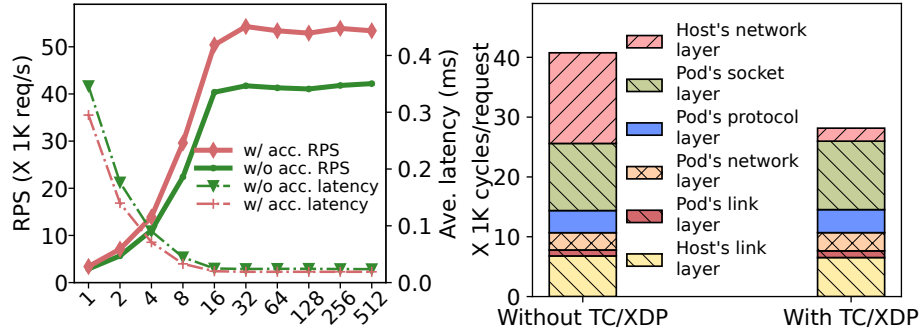 RPS (X 1K req/s)
50
40
30
20
10
0
1
2
4
8
16
32
64
128
256
512
w/ acc. RPS
w/o acc. RPS
w/o acc. latency
w/ acc. latency
0.4
0.3
0.2
0.1
0.0
Ave. latency (ms)
X 1K cycles/request
40
30
20
10
0
Host's network
layer
Pod's socket
layer
Pod's protocol
layer
Pod's network
layer
Pod's link
layer
Host's link
layer
Without TC/XDP
With TC/XDP